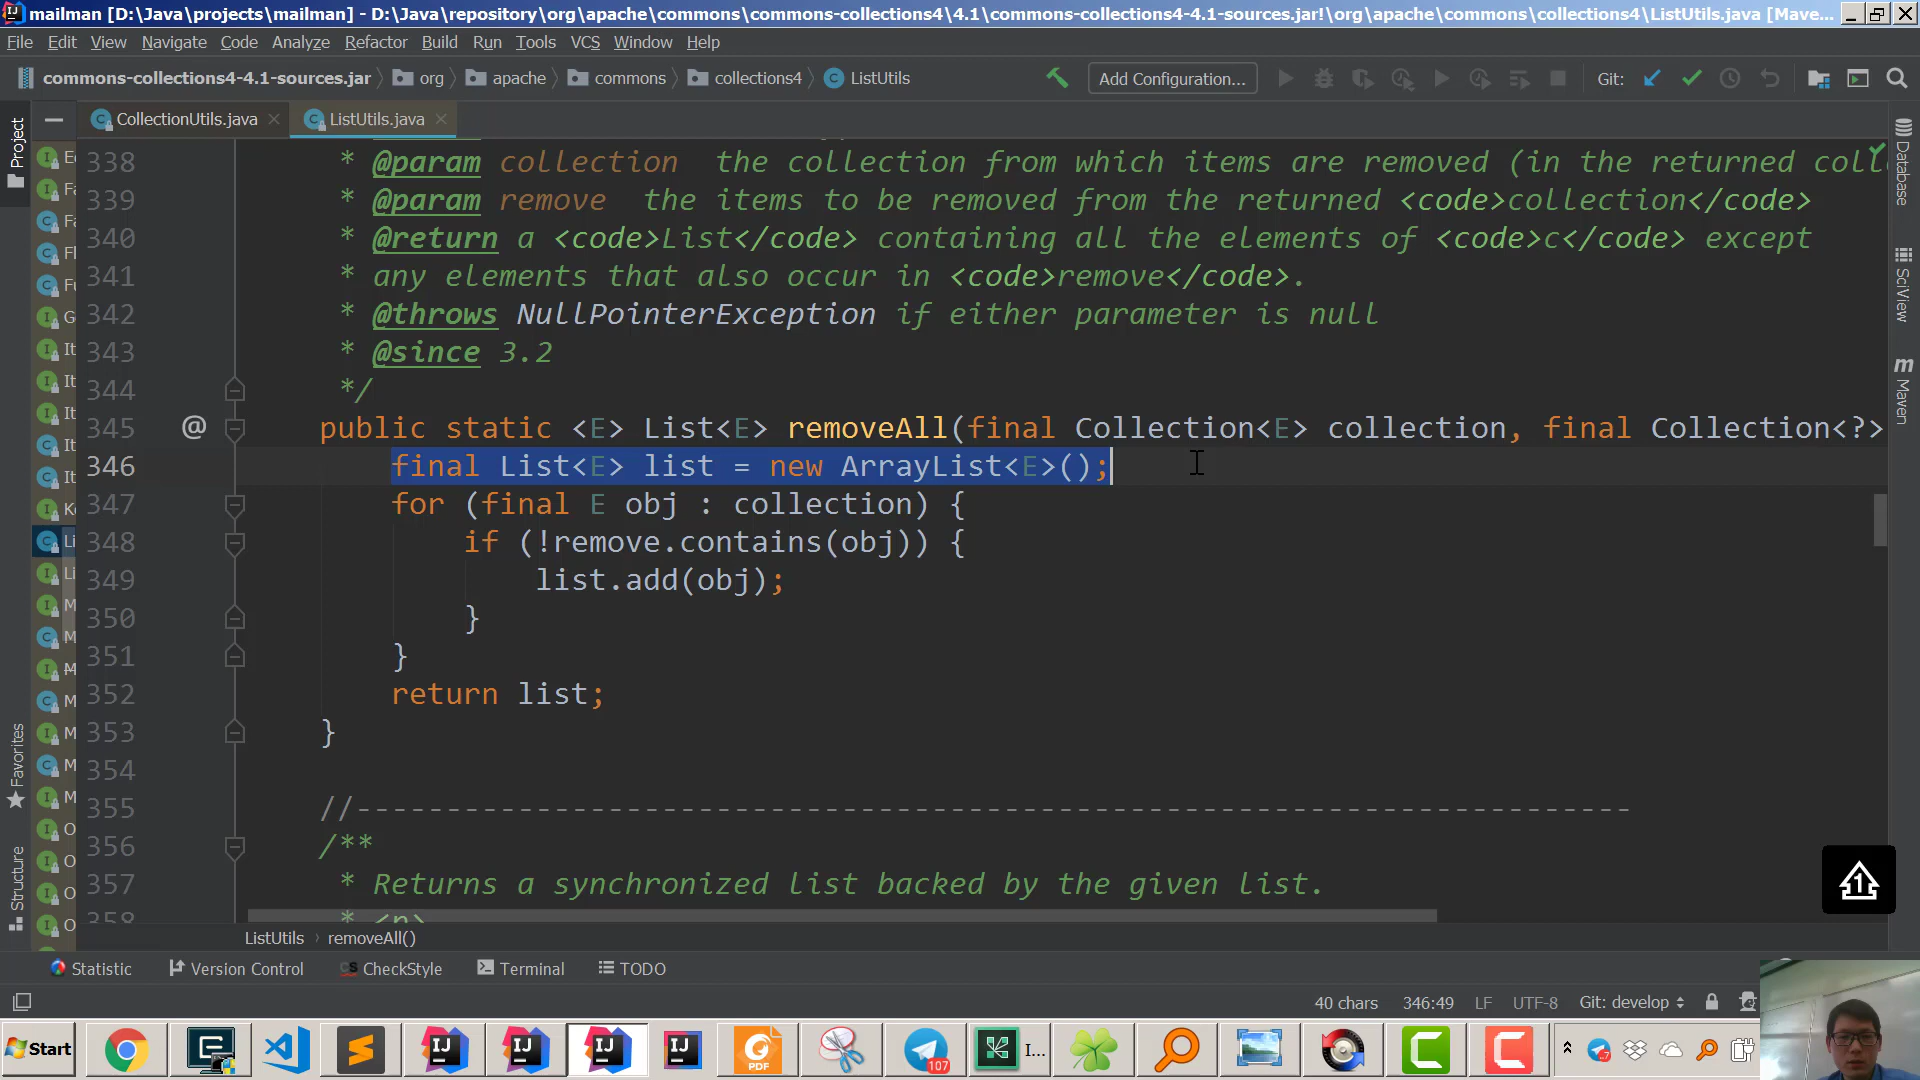 mailman [D:\Java\projects\mailman] - D:\Java\repository\org\apache\commons\commons-collections4\4.1\commons-collections4-4.1-sources.jar!\org\apache\commons\collections4\ListUtils.java [Mave...
File Edit View Navigate Code Analyze Refactor Build Run Tools VCS Window Help
commons-collections4-4.1-sources.jar org apache commons collections4 ListUtils Add Configuration... Git:
CollectionUtils.java ListUtils.java
338 * @param collection the collection from which items are removed (in the returned coll
339 * @param remove the items to be removed from the returned <code>collection</code>
340 * @return a <code>List</code> containing all the elements of <code>c</code> except
341 * any elements that also occur in <code>remove</code>.
342 * @throws NullPointerException if either parameter is null
343 * @since 3.2
344 */
345 @ public static <E> List<E> removeAll(final Collection<E> collection, final Collection<?>
346 final List<E> list = new ArrayList<E>();
347 for (final E obj : collection) {
348 if (!remove.contains(obj)) {
349 list.add(obj);
350 }
351 }
352 return list;
353 }
354
355 //-----------------------------------------------------------------------
356 /**
357 * Returns a synchronized list backed by the given list.
358 * <p>
ListUtils removeAll()
Project
Favorites
Structure
Database
SciView
Maven
Statistic Version Control CheckStyle Terminal TODO
40 chars 346:49 LF UTF-8 Git: develop
Start PDF 107 I...